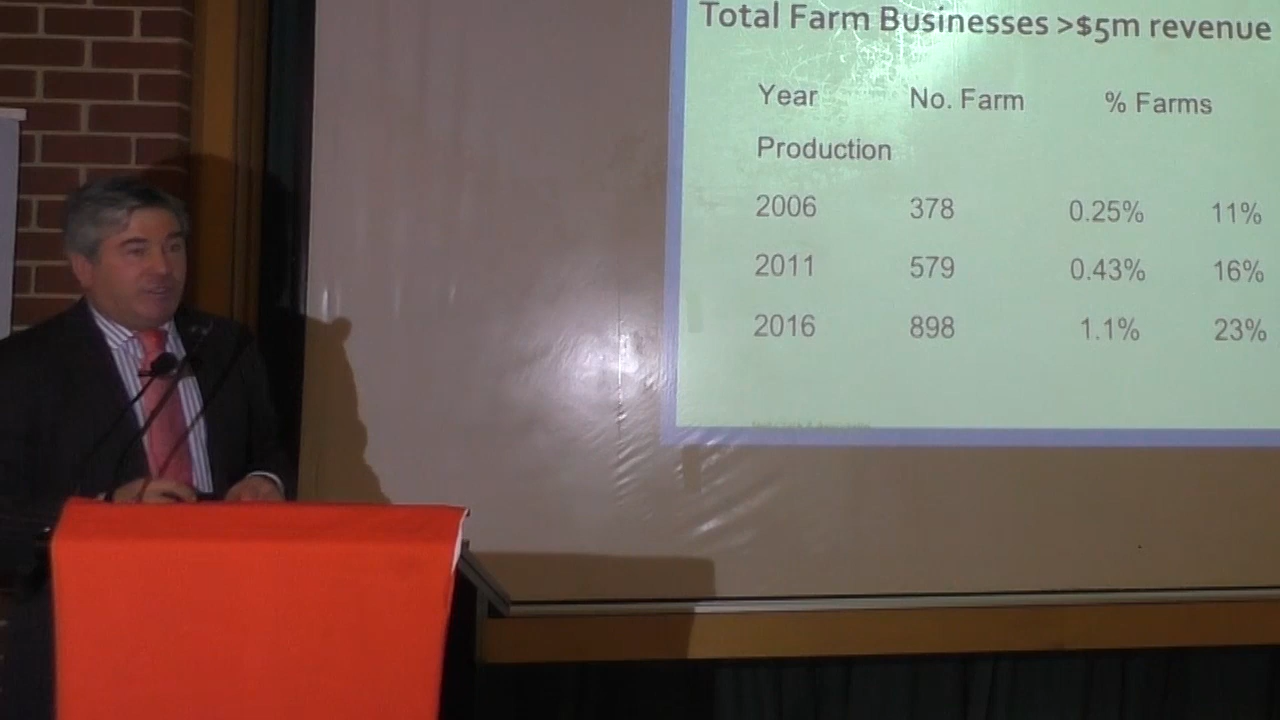 Total Farm Businesses >$5m revenue
Year No. Farm % Farms
Production
2006 378 0.25% 11%
2011 579 0.43% 16%
2016 898 1.1% 23%